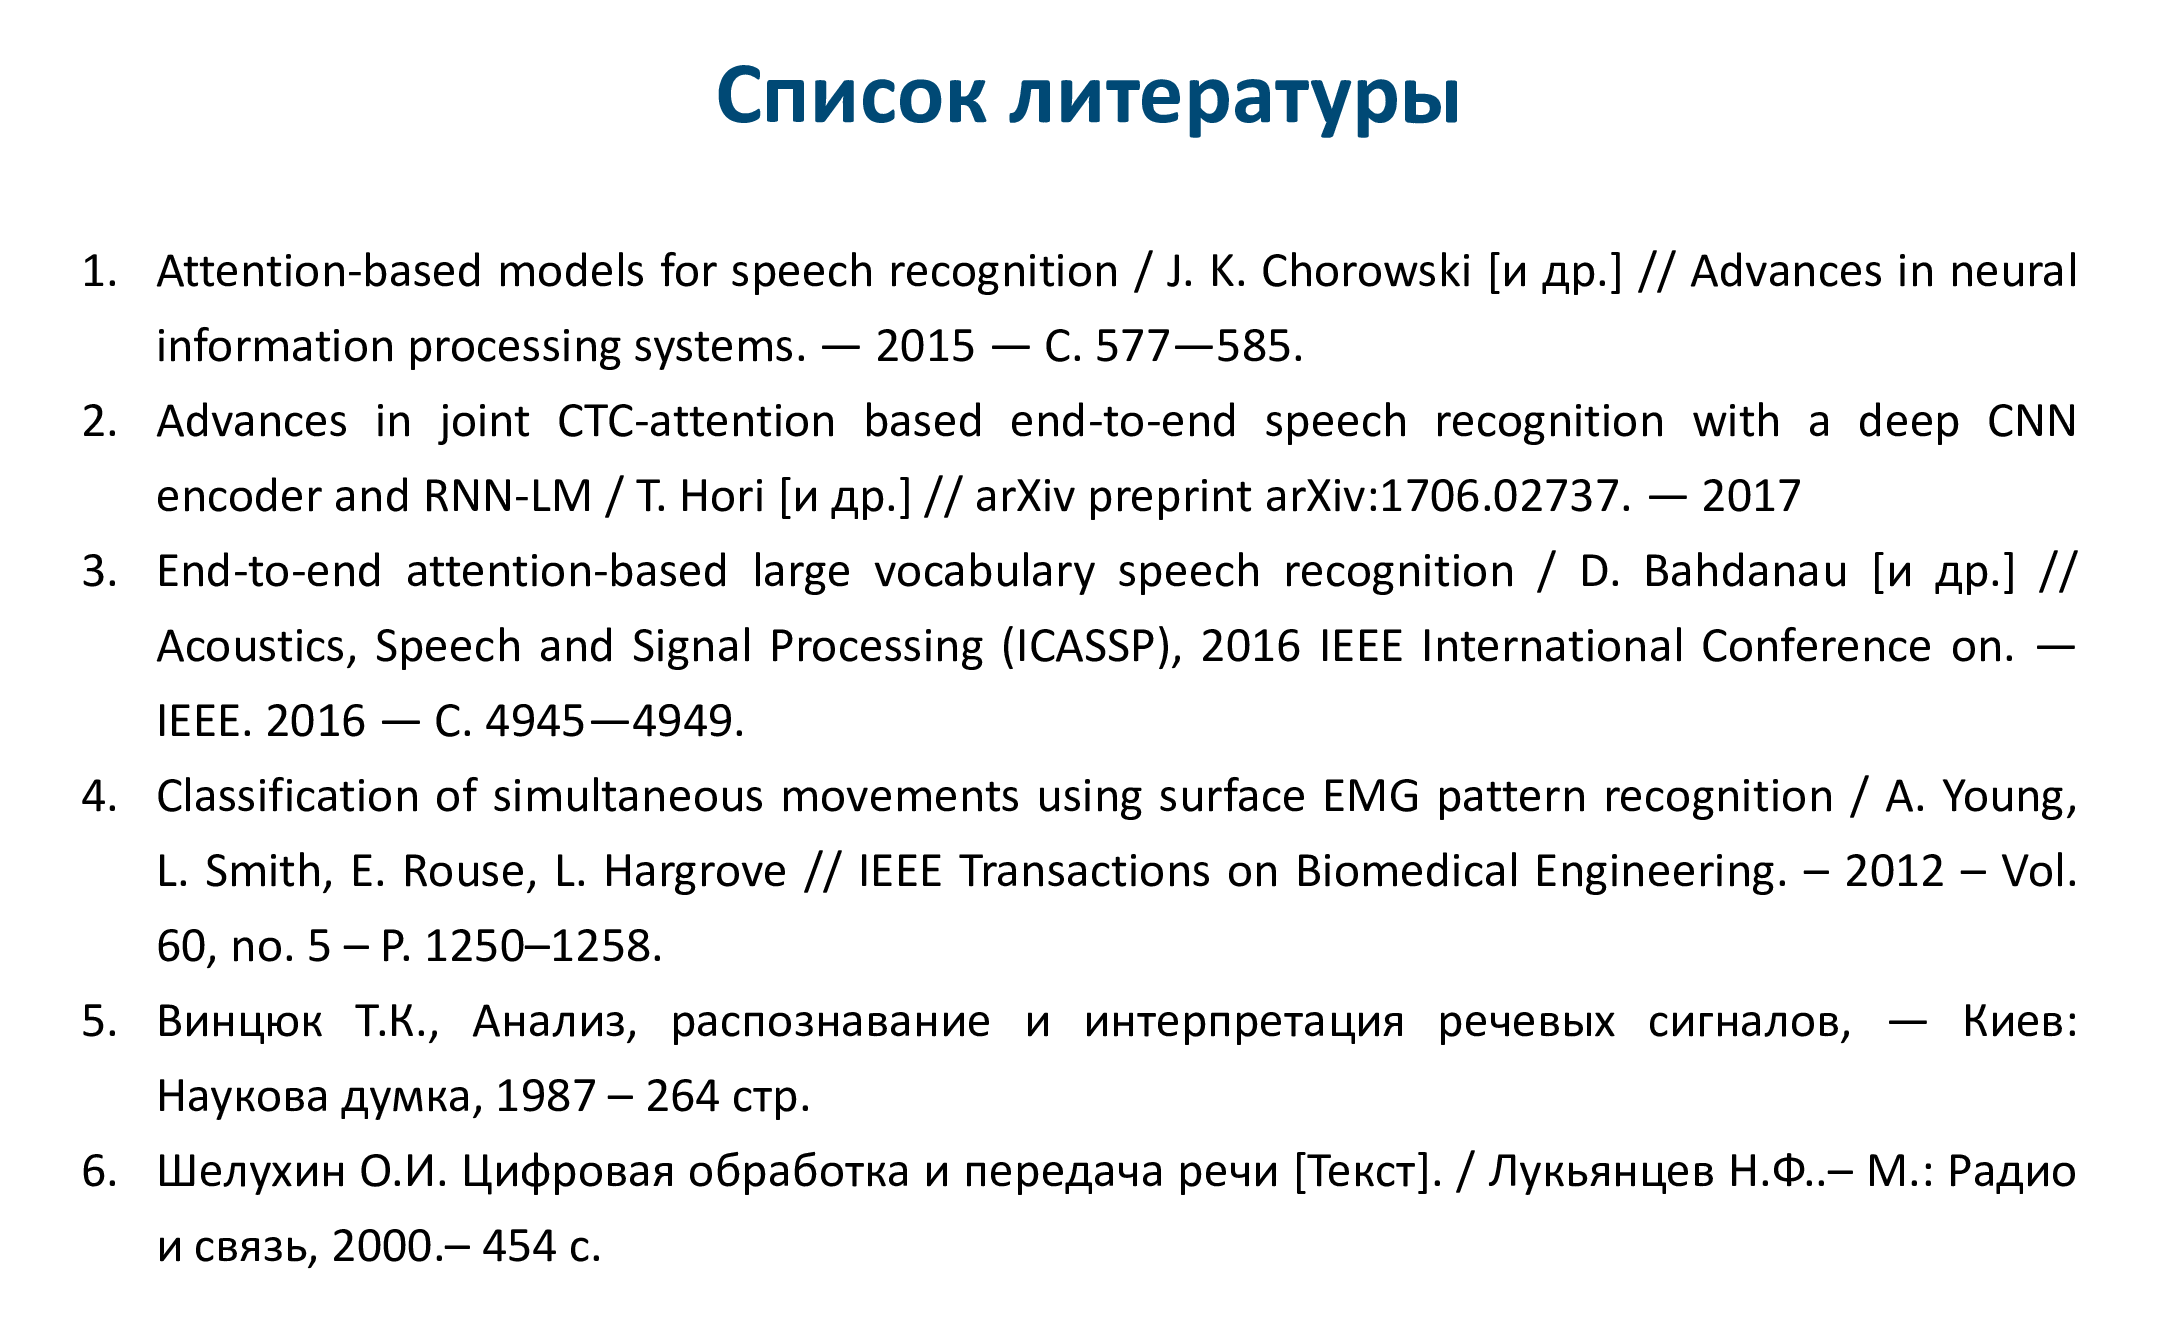 Список литературы
1. Attention-based models for speech recognition / J. K. Chorowski [и др.] // Advances in neural
information processing systems. — 2015 — С. 577—585.
2. Advances in joint CTC-attention based end-to-end speech recognition with a deep CNN
encoder and RNN-LM / T. Hori [и др.] // arXiv preprint arXiv:1706.02737. — 2017
3. End-to-end attention-based large vocabulary speech recognition / D. Bahdanau [и др.] //
Acoustics, Speech and Signal Processing (ICASSP), 2016 IEEE International Conference on. —
IEEE. 2016 — С. 4945—4949.
4. Classification of simultaneous movements using surface EMG pattern recognition / A. Young,
L. Smith, E. Rouse, L. Hargrove // IEEE Transactions on Biomedical Engineering. – 2012 – Vol.
60, no. 5 – P. 1250–1258.
5. Винцюк Т.К., Анализ, распознавание и интерпретация речевых сигналов, — Киев:
Наукова думка, 1987 – 264 стр.
6. Шелухин О.И. Цифровая обработка и передача речи [Текст]. / Лукьянцев Н.Ф..– М.: Радио
и связь, 2000.– 454 с.